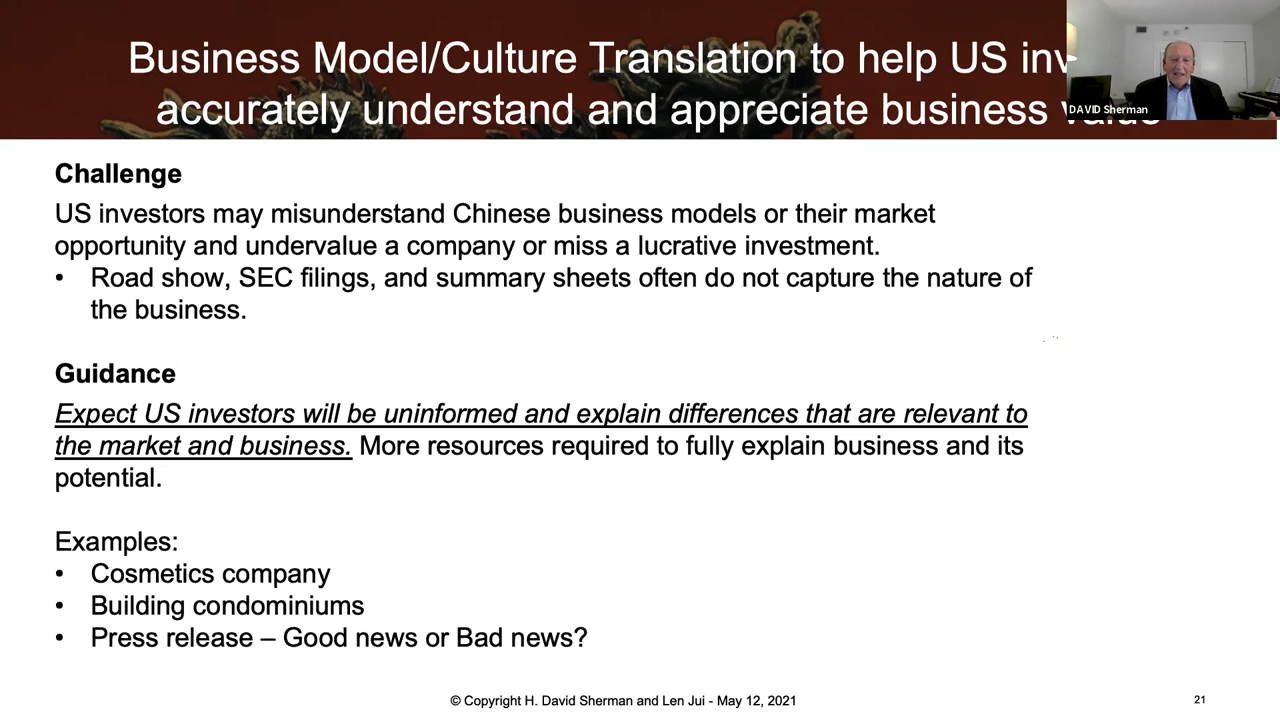 Business Model/Culture Translation to help US inv
accurately understand and appreciate business value
DAVID Sherman
Challenge
US investors may misunderstand Chinese business models or their market
opportunity and undervalue a company or miss a lucrative investment.
• Road show, SEC filings, and summary sheets often do not capture the nature of
the business.
Guidance
Expect US investors will be uninformed and explain differences that are relevant to
the market and business. More resources required to fully explain business and its
potential.
Examples:
• Cosmetics company
• Building condominiums
• Press release – Good news or Bad news?
© Copyright H. David Sherman and Len Jui - May 12, 2021
21